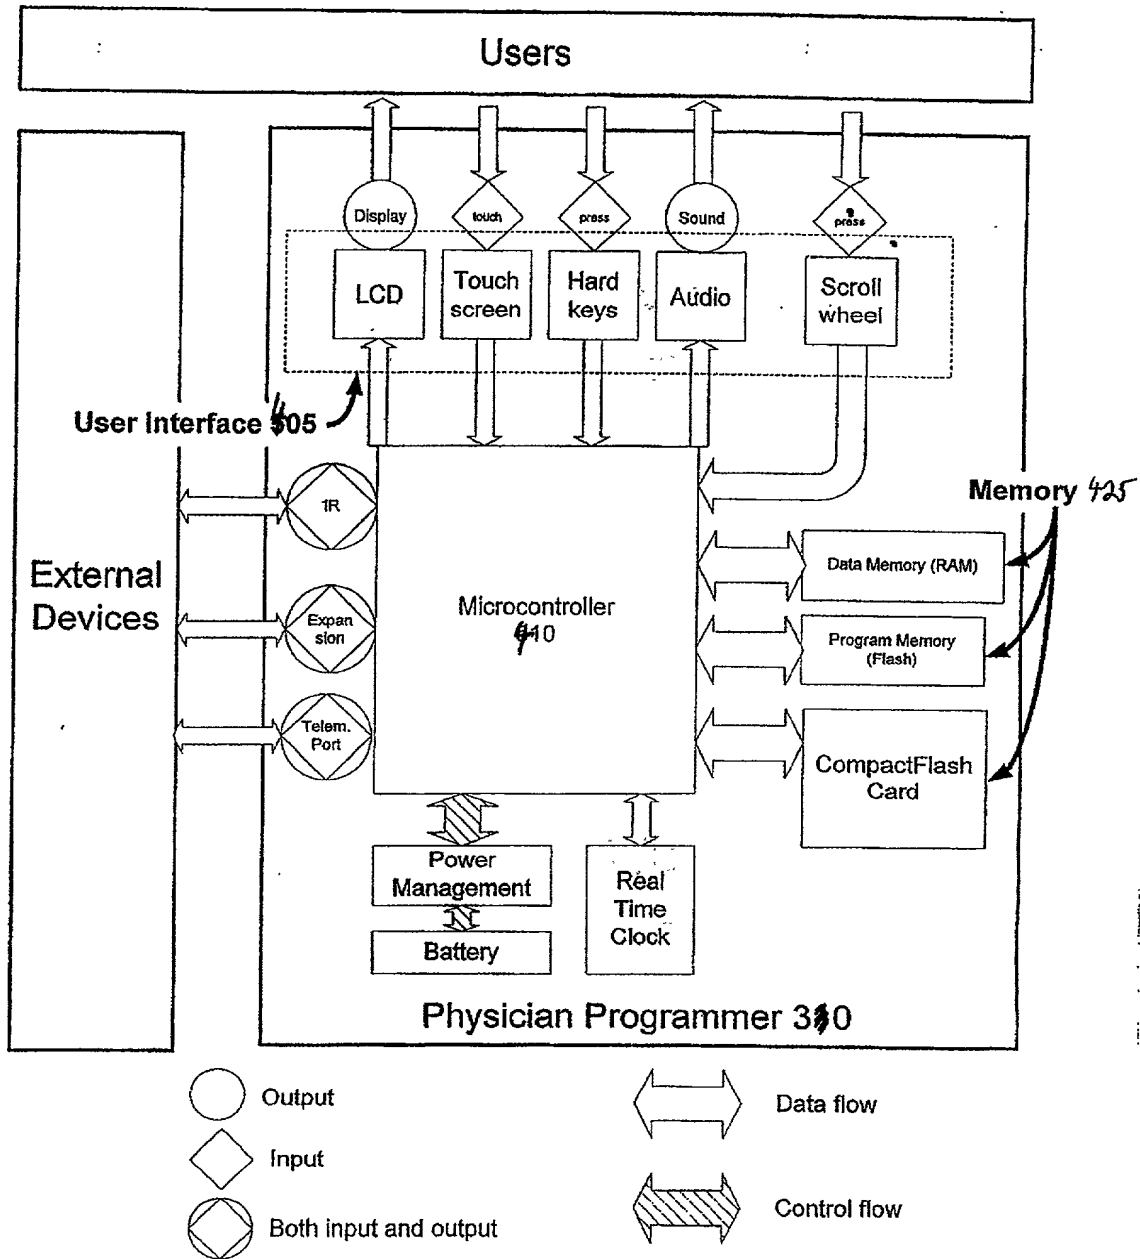 Users
Display
touch
press
Sound
press
LCD
Touch
screen
Hard
keys
Audio
Scroll
wheel
User Interface 405
IR
Memory 425
External
Devices
Data Memory (RAM)
Microcontroller
410
Expan
sion
Program Memory
(Flash)
Telem.
Port
CompactFlash
Card
Power
Management
Real
Time
Clock
Battery
Physician Programmer
Output
Data flow
Input
Control flow
Both input and output